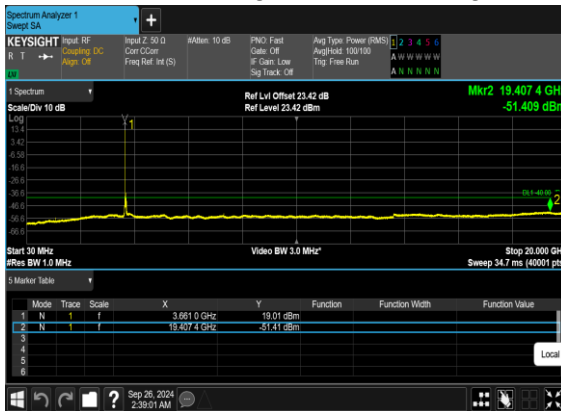 Spectrum Analyzer 1
Swept SA
+
KEYSIGHT Input: RF Input Z: 50 Ω #Atten: 10 dB PNO: Fast Avg Type: Power (RMS) 1 2 3 4 5 6
R T Coupling: DC Corr CCorr Gate: Off Avg|Hold: 100/100 A W W W W W
Align: Off Freq Ref: Int (S) IF Gain: Low Trig: Free Run
Sig Track: Off A N N N N N
1 Spectrum Ref Lvl Offset 23.42 dB Mkr2 19.407 4 GH
Scale/Div 10 dB Ref Level 23.42 dBm -51.409 dBm
Log
1
13.4
3.42
-6.58
-16.6
-26.6
-36.6 DL1 -40.00
2
-46.6
-56.6
-66.6
Start 30 MHz Video BW 3.0 MHz* Stop 20.000 GH
#Res BW 1.0 MHz Sweep 34.7 ms (40001 pts
5 Marker Table
Mode Trace Scale X Y Function Function Width Function Value
1 N 1 f 3.661 0 GHz 19.01 dBm
2 N 1 f 19.407 4 GHz -51.41 dBm
3
4
5 Local
6
? Sep 26, 2024
2:39:01 AM